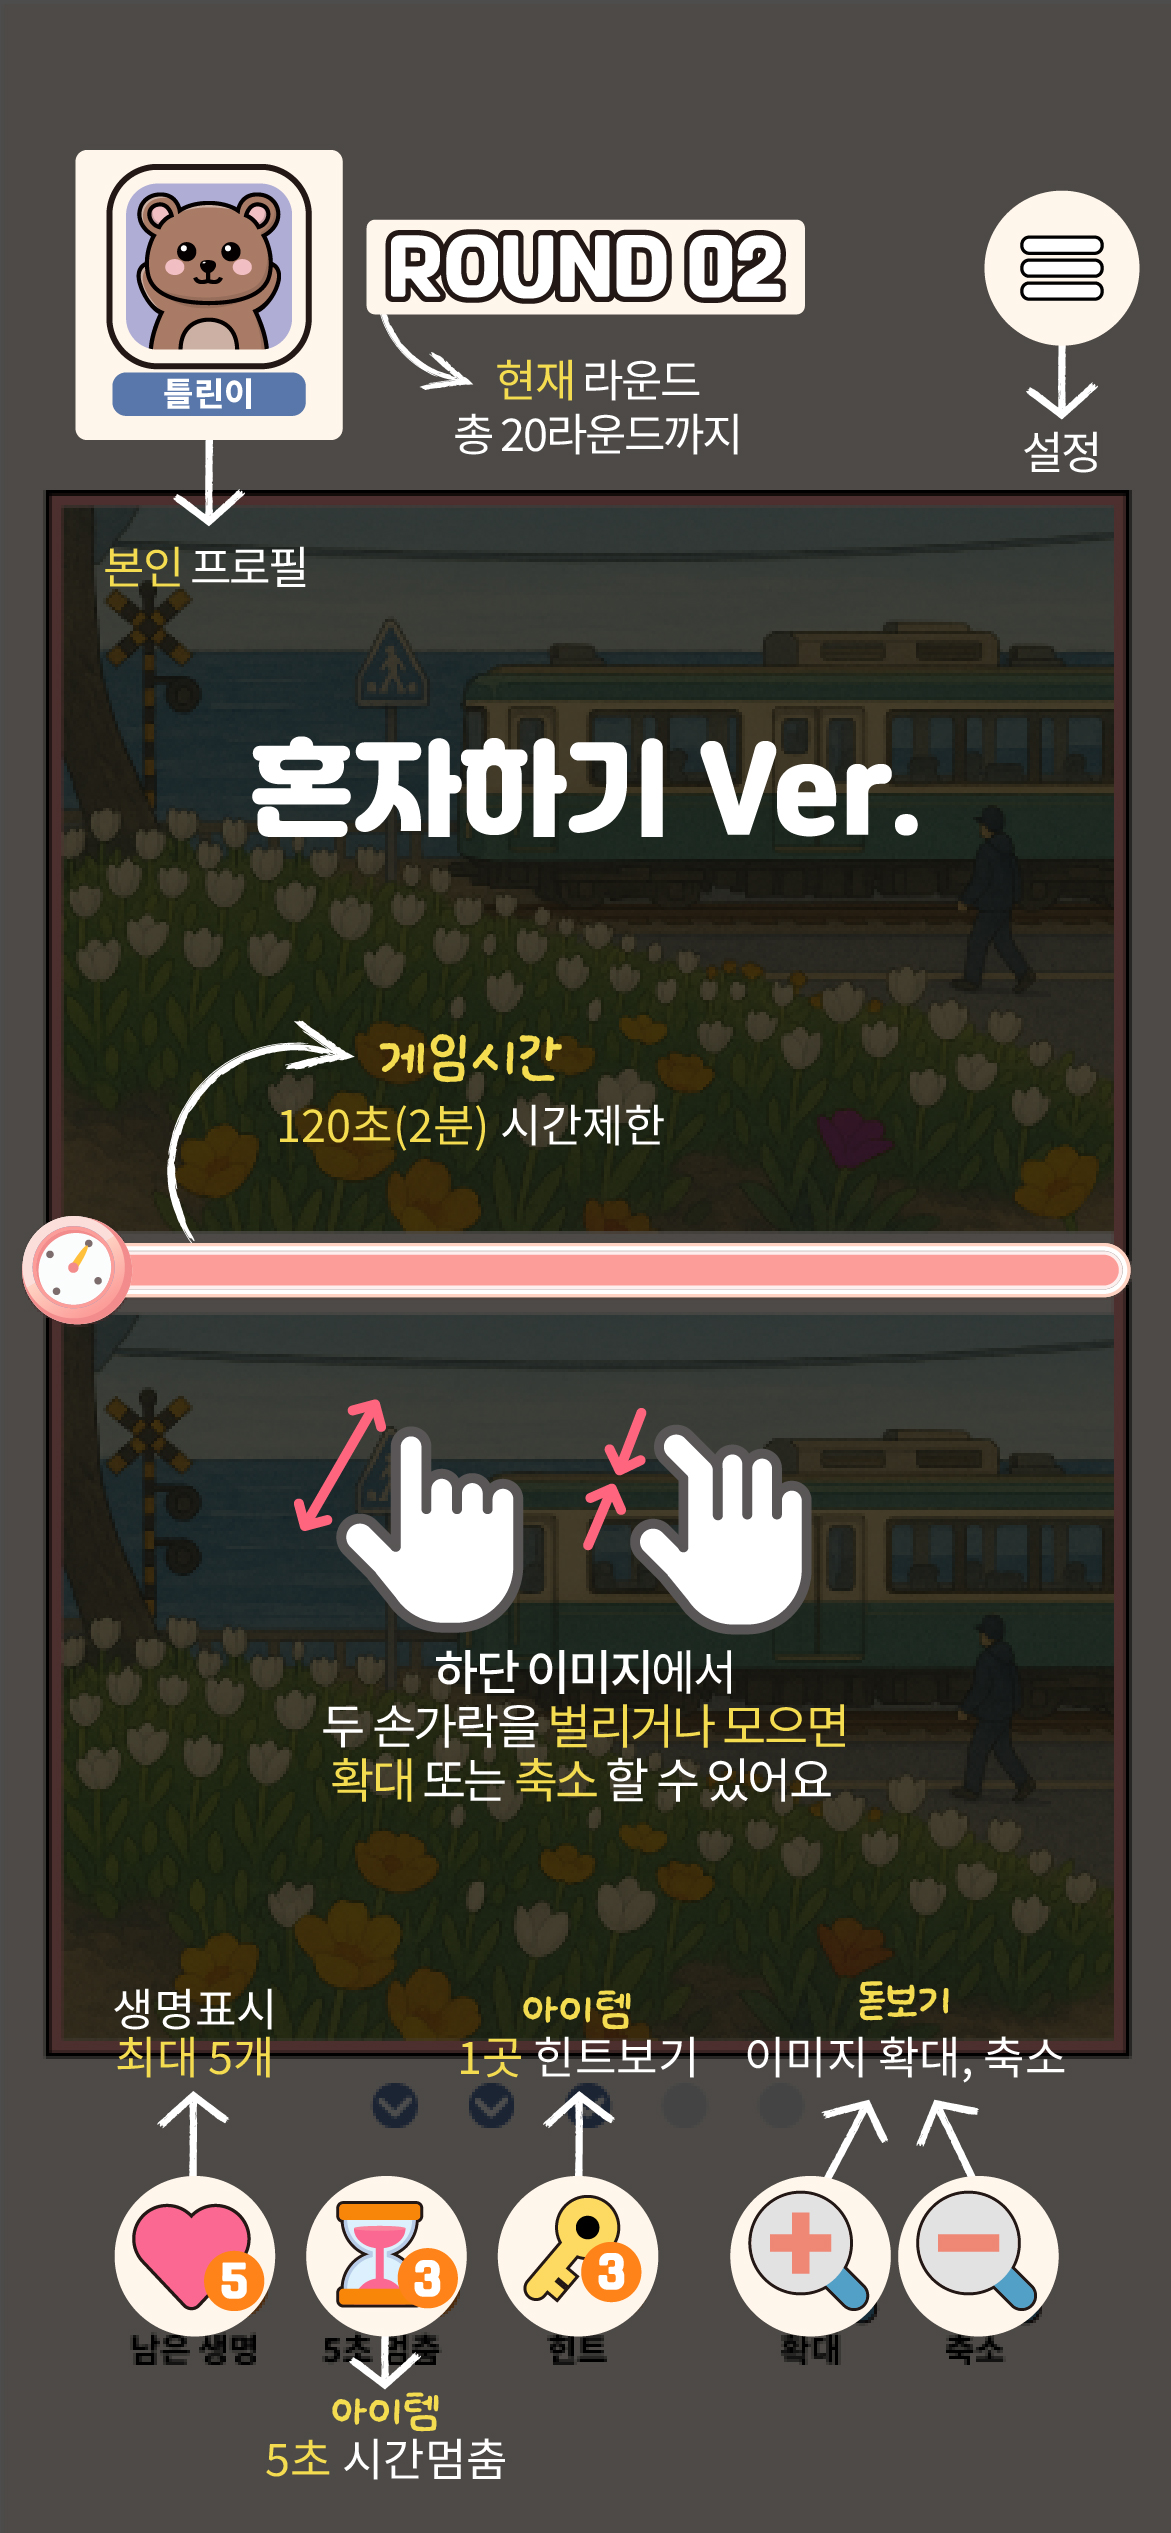 틀린이
ROUND 02
현재 라운드
총 20라운드까지
설정
본인 프로필
혼자하기 Ver.
게임시간
120초(2분) 시간제한
하단 이미지에서
두 손가락을 벌리거나 모으면
확대 또는 축소 할 수 있어요
생명표시
최대 5개
아이템
1곳 힌트보기
돋보기
이미지 확대, 축소
5
3
3
남은 생명
5초 멈춤
힌트
확대
축소
아이템
5초 시간멈춤